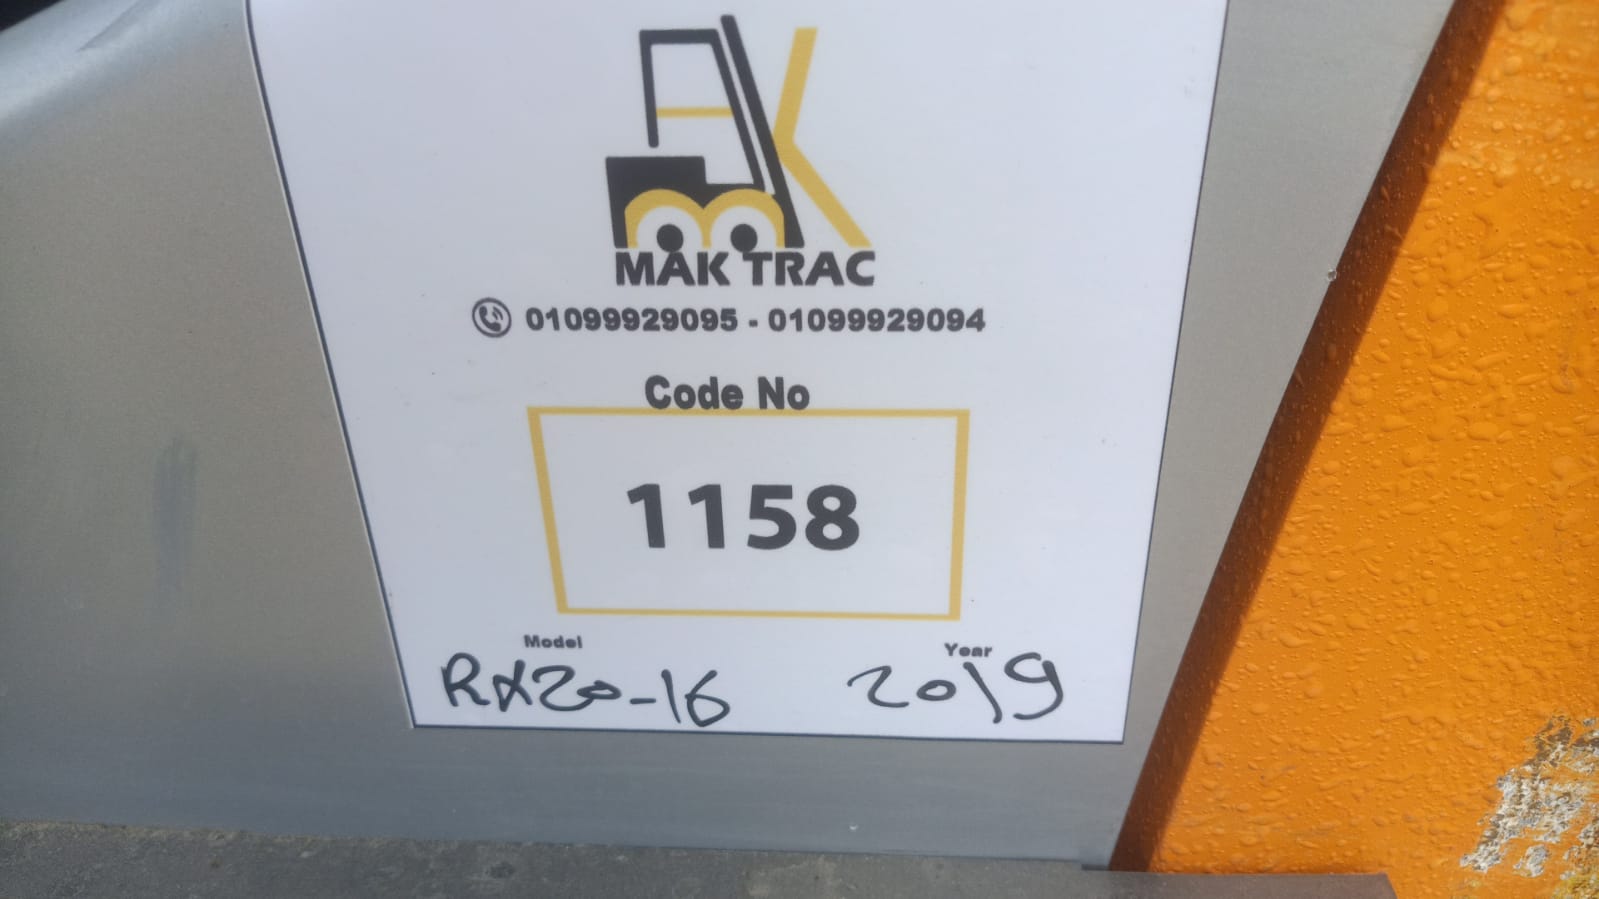 MAK TRAC
01099929095 - 01099929094
Code No
1158
Model Year
RX20-16 2019